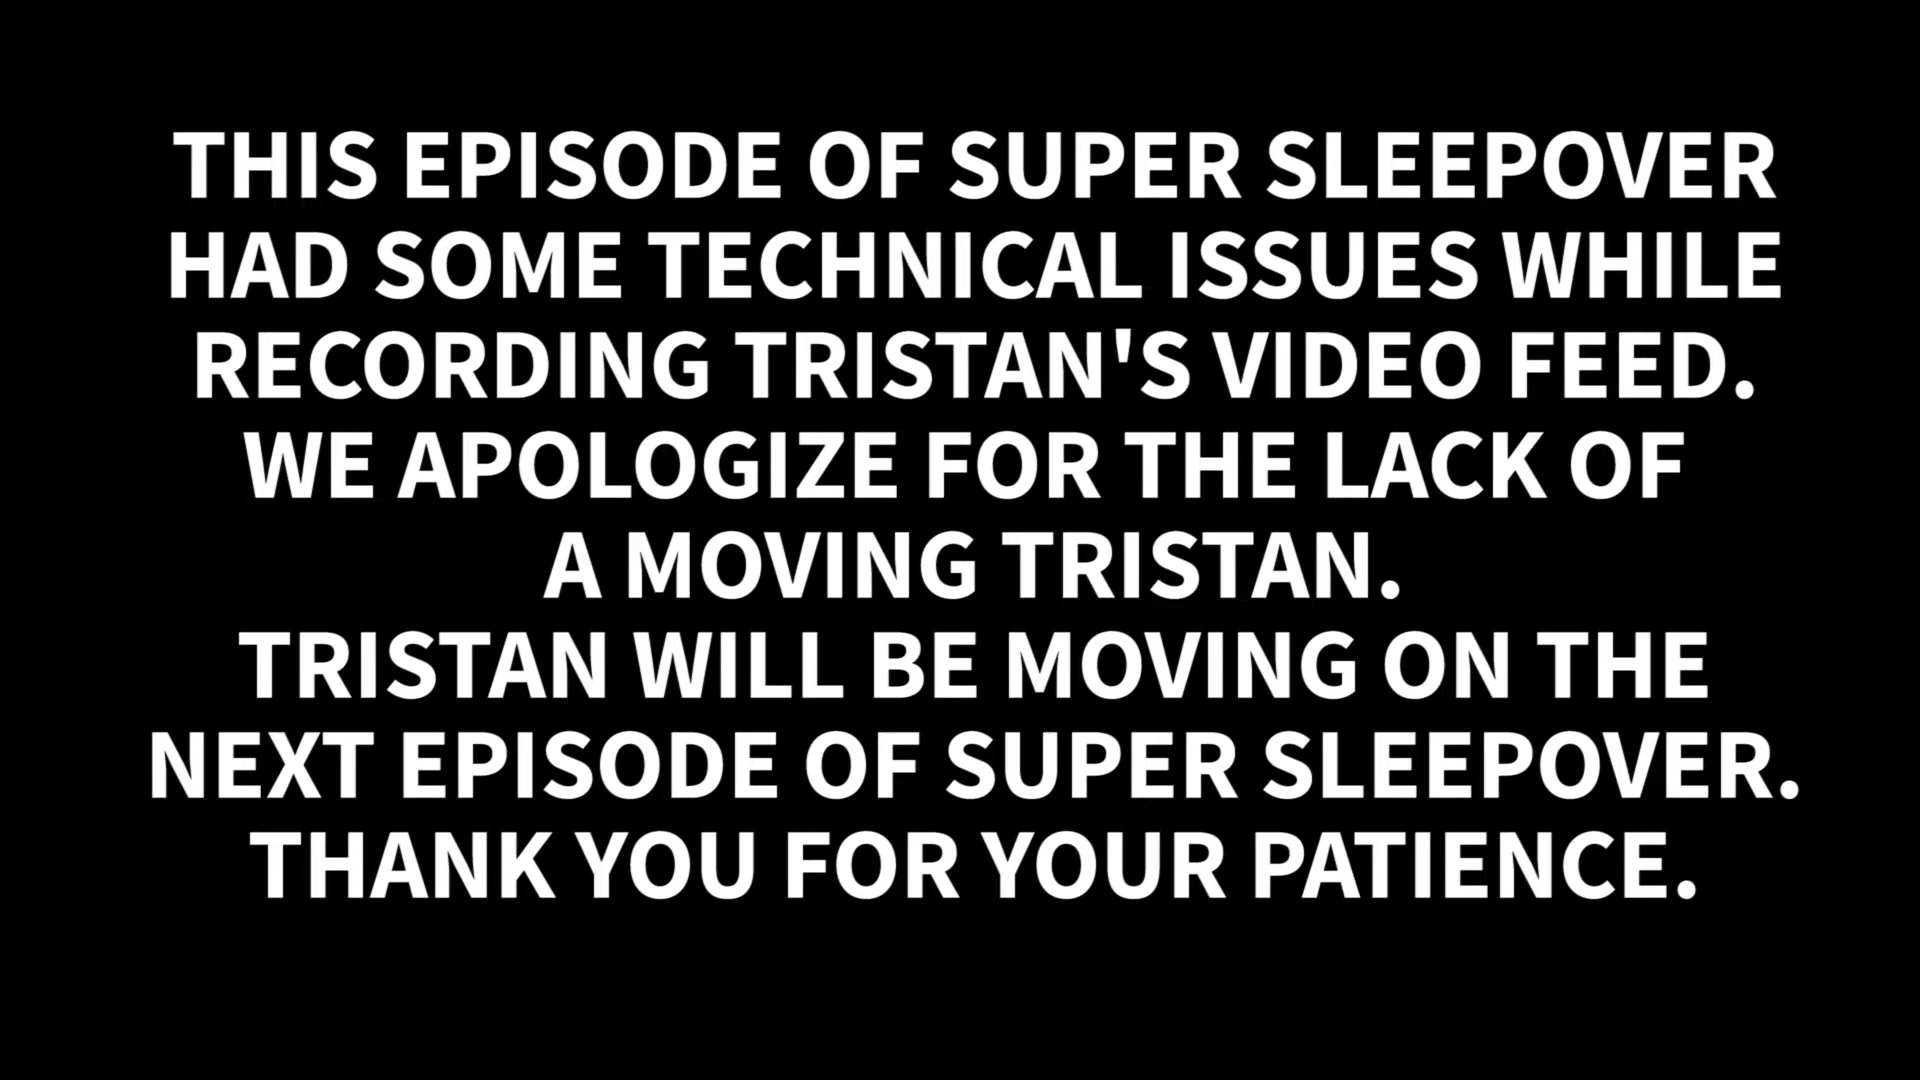 THIS EPISODE OF SUPER SLEEPOVER
HAD SOME TECHNICAL ISSUES WHILE
RECORDING TRISTAN'S VIDEO FEED.
WE APOLOGIZE FOR THE LACK OF
A MOVING TRISTAN.
TRISTAN WILL BE MOVING ON THE
NEXT EPISODE OF SUPER SLEEPOVER.
THANK YOU FOR YOUR PATIENCE.